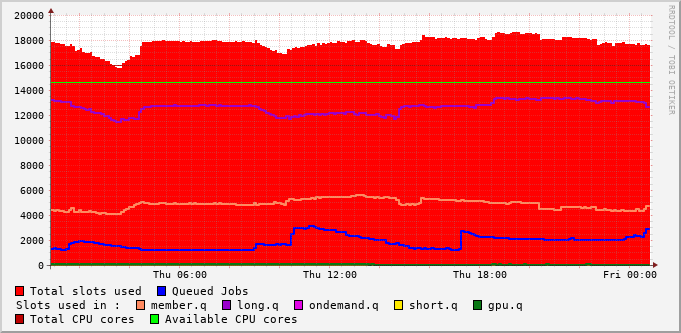 RRDTOOL / TOBI OETIKER
20000
18000
16000
14000
12000
10000
8000
6000
4000
2000
0
Thu 06:00 Thu 12:00 Thu 18:00 Fri 00:00
Total slots used Queued Jobs
Slots used in : member.q long.q ondemand.q short.q gpu.q
Total CPU cores Available CPU cores